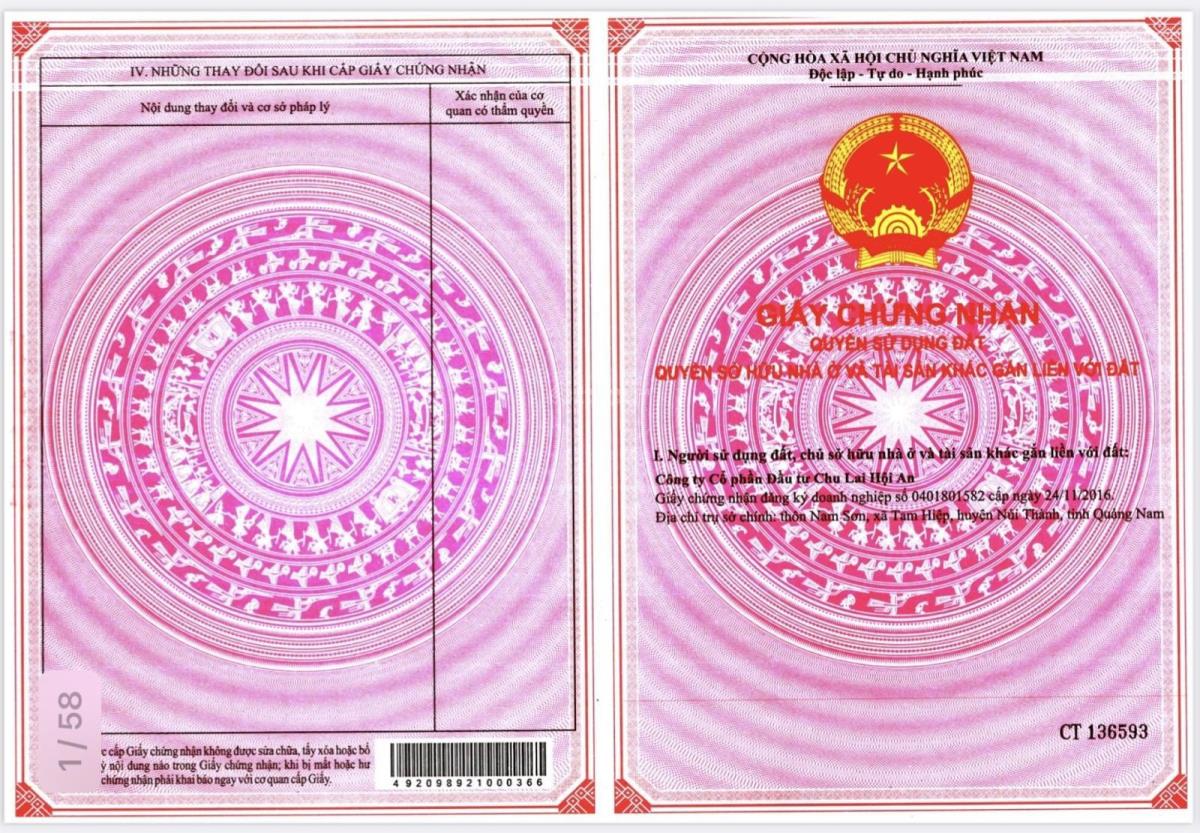 IV. NHỮNG THAY ĐỔI SAU KHI CẤP GIẤY CHỨNG NHẬN
Nội dung thay đổi và cơ sở pháp lý
Xác nhận của cơ
quan có thẩm quyền
cấp Giấy chứng nhận không được sửa chữa, tẩy xóa hoặc bổ
nội dung nào trong Giấy chứng nhận; khi bị mất hoặc hư
chứng nhận phải khai báo ngay với cơ quan cấp Giấy.
492098921000366
1 / 58
CỘNG HÒA XÃ HỘI CHỦ NGHĨA VIỆT NAM
Độc lập - Tự do - Hạnh phúc
GIẤY CHỨNG NHẬN
QUYỀN SỬ DỤNG ĐẤT
QUYỀN SỞ HỮU NHÀ Ở VÀ TÀI SẢN KHÁC GẮN LIỀN VỚI ĐẤT
I. Người sử dụng đất, chủ sở hữu nhà ở và tài sản khác gắn liền với đất:
Công ty Cổ phần Đầu tư Chu Lai Hội An
Giấy chứng nhận đăng ký doanh nghiệp số 0401801582 cấp ngày 24/11/2016.
Địa chỉ trụ sở chính: thôn Nam Sơn, xã Tam Hiệp, huyện Núi Thành, tỉnh Quảng Nam
CT 136593